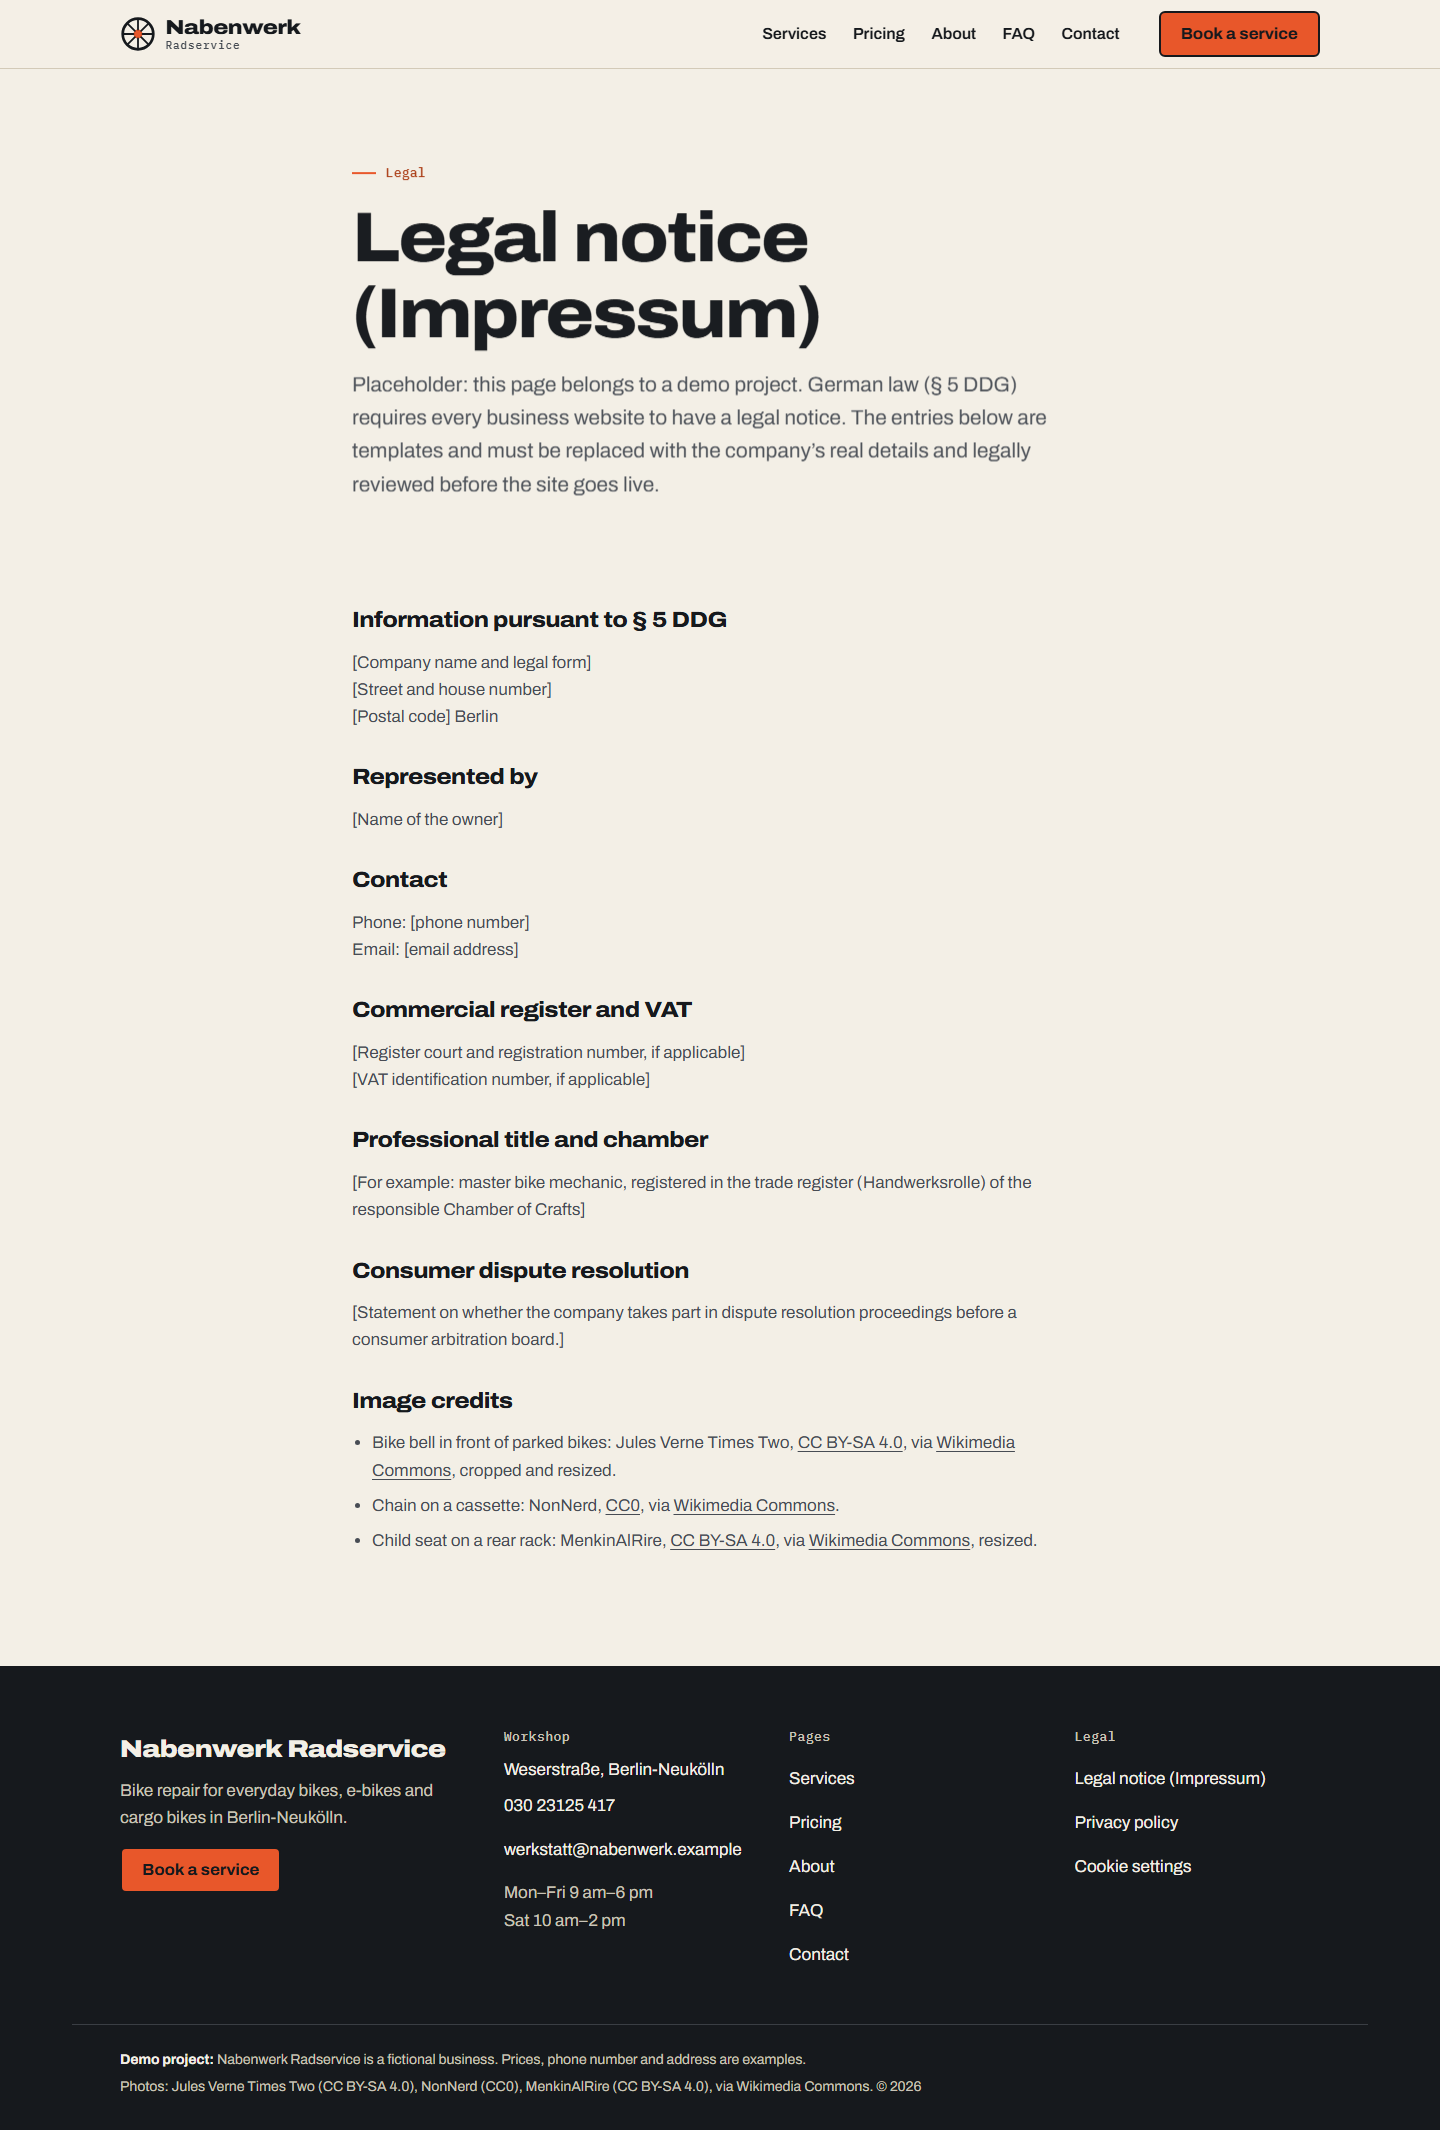 Nabenwerk
Radservice
Services
Pricing
About
FAQ
Contact
Book a service
Legal
Legal notice
(Impressum)
Placeholder: this page belongs to a demo project. German law (§ 5 DDG)
requires every business website to have a legal notice. The entries below are
templates and must be replaced with the company’s real details and legally
reviewed before the site goes live.
Information pursuant to § 5 DDG
[Company name and legal form]
[Street and house number]
[Postal code] Berlin
Represented by
[Name of the owner]
Contact
Phone: [phone number]
Email: [email address]
Commercial register and VAT
[Register court and registration number, if applicable]
[VAT identification number, if applicable]
Professional title and chamber
[For example: master bike mechanic, registered in the trade register (Handwerksrolle) of the
responsible Chamber of Crafts]
Consumer dispute resolution
[Statement on whether the company takes part in dispute resolution proceedings before a
consumer arbitration board.]
Image credits
• Bike bell in front of parked bikes: Jules Verne Times Two, CC BY-SA 4.0, via Wikimedia
Commons, cropped and resized.
• Chain on a cassette: NonNerd, CC0, via Wikimedia Commons.
• Child seat on a rear rack: MenkinAlRire, CC BY-SA 4.0, via Wikimedia Commons, resized.
Nabenwerk Radservice
Bike repair for everyday bikes, e-bikes and
cargo bikes in Berlin-Neukölln.
Book a service
Workshop
Weserstraße, Berlin-Neukölln
030 23125 417
werkstatt@nabenwerk.example
Mon–Fri 9 am–6 pm
Sat 10 am–2 pm
Pages
Services
Pricing
About
FAQ
Contact
Legal
Legal notice (Impressum)
Privacy policy
Cookie settings
Demo project: Nabenwerk Radservice is a fictional business. Prices, phone number and address are examples.
Photos: Jules Verne Times Two (CC BY-SA 4.0), NonNerd (CC0), MenkinAlRire (CC BY-SA 4.0), via Wikimedia Commons. © 2026